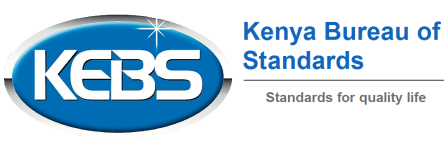 KEBS
Kenya Bureau of
Standards
Standards for quality life